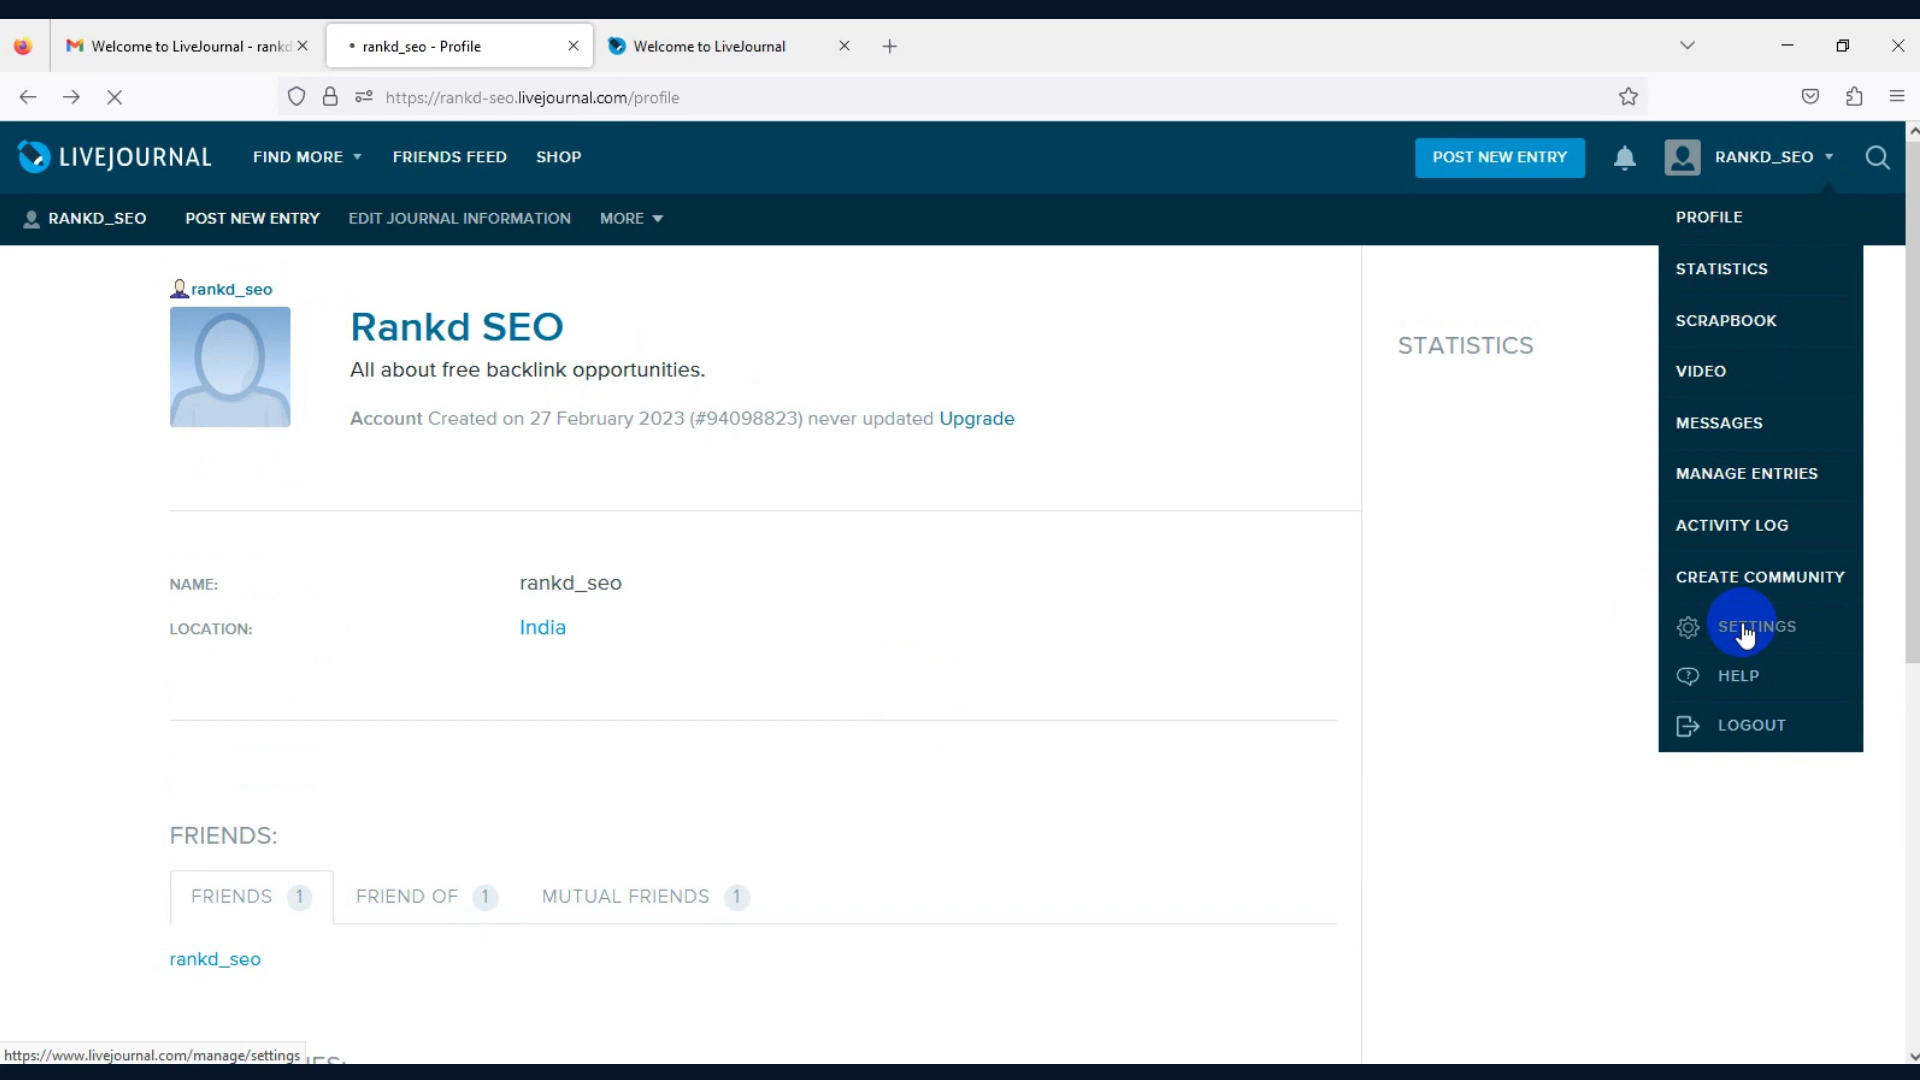 Welcome to LiveJournal - rankd
rankd_seo - Profile
Welcome to LiveJournal
https://rankd-seo.livejournal.com/profile
LIVEJOURNAL
FIND MORE
FRIENDS FEED
SHOP
POST NEW ENTRY
RANKD_SEO
RANKD_SEO
POST NEW ENTRY
EDIT JOURNAL INFORMATION
MORE
PROFILE
STATISTICS
SCRAPBOOK
VIDEO
MESSAGES
MANAGE ENTRIES
ACTIVITY LOG
CREATE COMMUNITY
SETTINGS
HELP
LOGOUT
rankd_seo
Rankd SEO
All about free backlink opportunities.
Account Created on 27 February 2023 (#94098823) never updated Upgrade
STATISTICS
NAME:
rankd_seo
LOCATION:
India
FRIENDS:
FRIENDS 1
FRIEND OF 1
MUTUAL FRIENDS 1
rankd_seo
https://www.livejournal.com/manage/settings